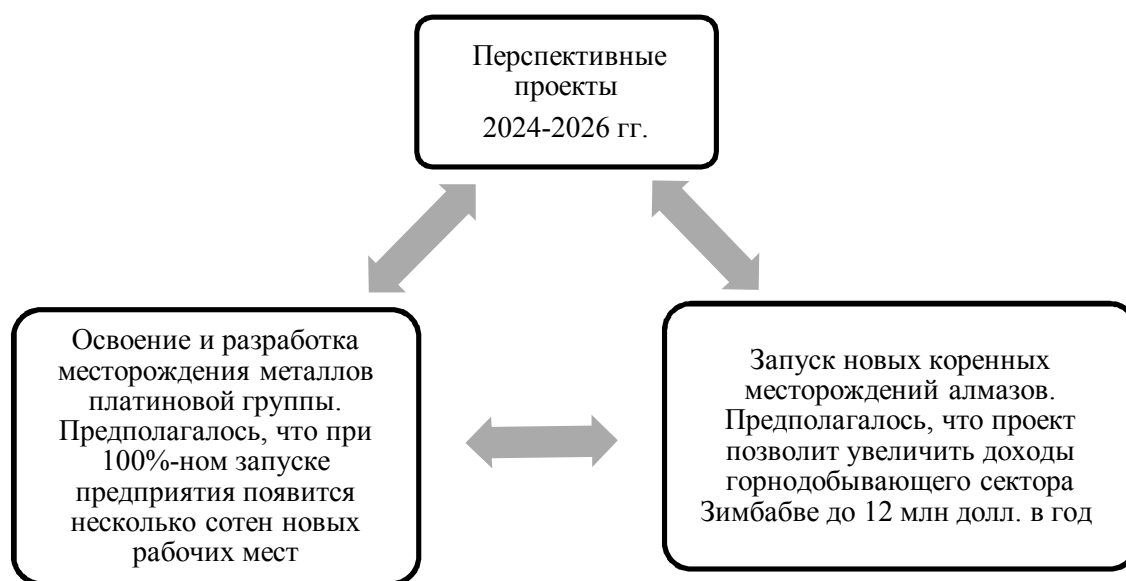 Перспективные
проекты
2024-2026 гг.
Освоение и разработка
месторождения металлов
платиновой группы.
Предполагалось, что при
100%-ном запуске
предприятия появится
несколько сотен новых
рабочих мест
Запуск новых коренных
месторождений алмазов.
Предполагалось, что проект
позволит увеличить доходы
горнодобывающего сектора
Зимбабве до 12 млн долл. в год